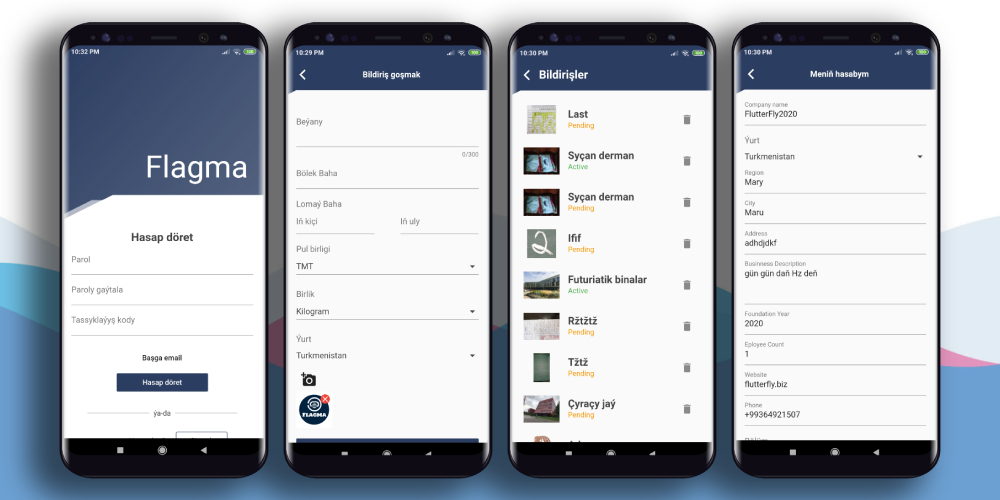 10:32 PM
Flagma
Hasap döret
Parol
Paroly gaýtala
Tassyklaýyş kody
Başga email
Hasap döret
ýa-da
10:29 PM
Bildiriş goşmak
Beýany
0/300
Bölek Baha
Lomaý Baha
Iň kiçi
Iň uly
Pul birligi
TMT
Birlik
Kilogram
Ýurt
Turkmenistan
FLAGMA
10:30 PM
Bildirişler
Last
Pending
Syçan derman
Active
Syçan derman
Pending
Ifif
Pending
Futuriatik binalar
Active
Ržtžtž
Pending
Tžtž
Pending
Çyraçy jaý
Pending
10:30 PM
Meniň hasabym
Company name
FlutterFly2020
Ýurt
Turkmenistan
Region
Mary
City
Maru
Address
adhdjdkf
Businness Description
gün gün daň Hz deň
Foundation Year
2020
Eployee Count
1
Website
flutterfly.biz
Phone
+99364921507